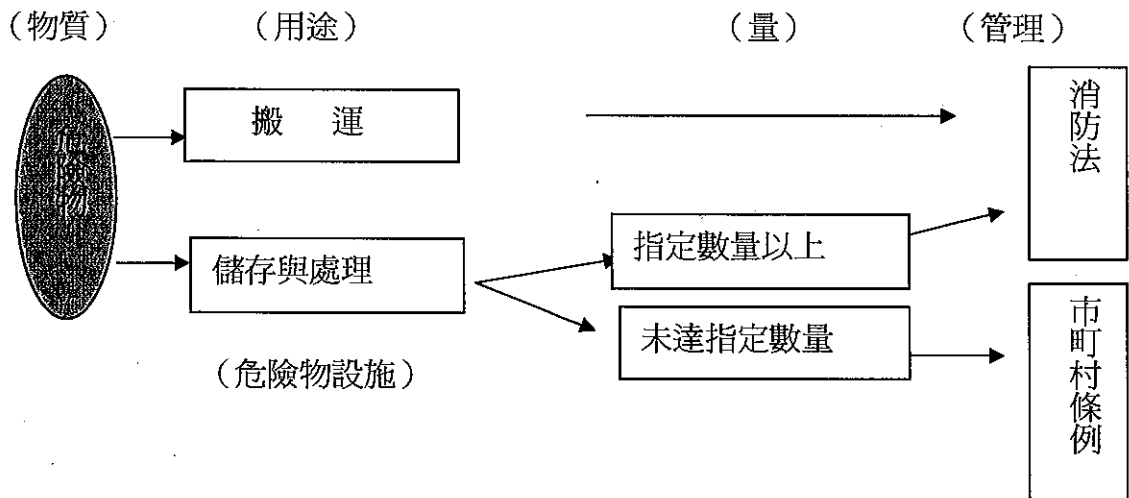 （物質） （用途） （量） （管理）
危險物
搬 運
消防法
儲存與處理
指定數量以上
未達指定數量
（危險物設施）
市町村條例